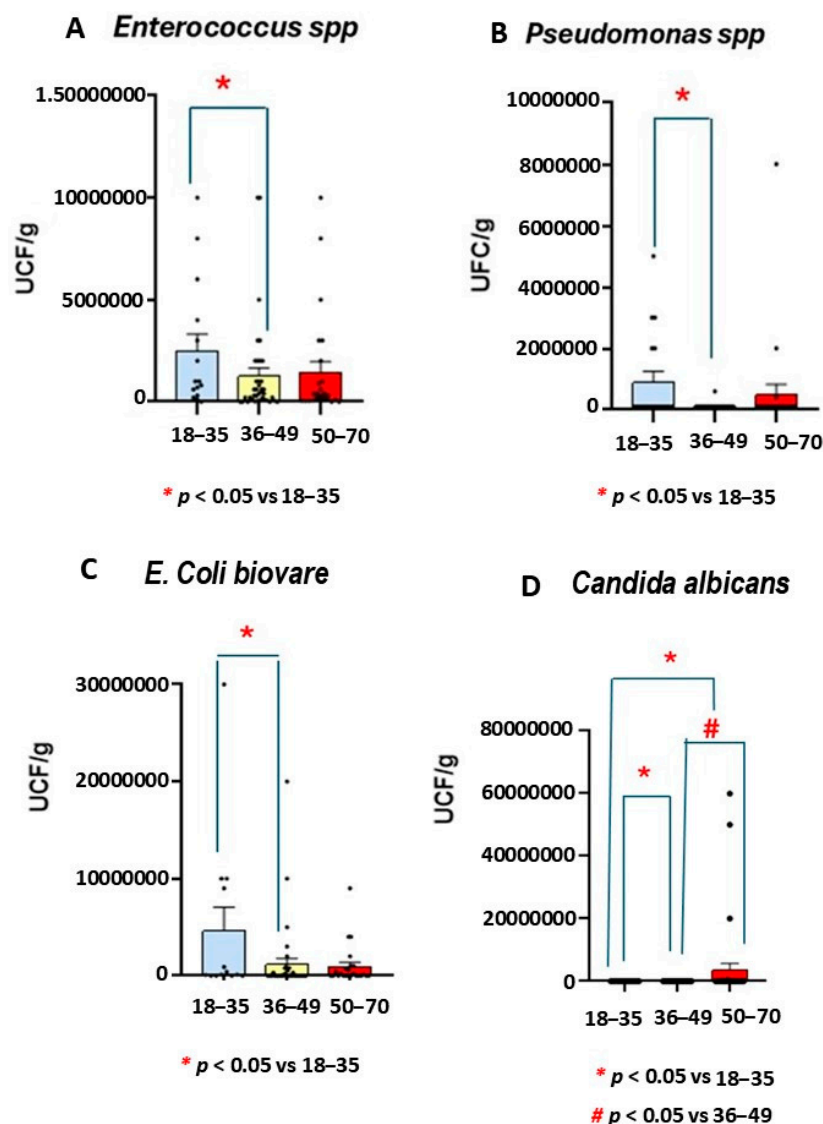 A Enterococcus spp
*
1.50000000
10000000
5000000
0
UCF/g
18–35 36–49 50–70
* p < 0.05 vs 18–35
B Pseudomonas spp
*
10000000
8000000
6000000
4000000
2000000
0
UFC/g
18–35 36–49 50–70
* p < 0.05 vs 18–35
C E. Coli biovare
*
30000000
20000000
10000000
0
UCF/g
18–35 36–49 50–70
* p < 0.05 vs 18–35
D Candida albicans
*
#
*
80000000
60000000
40000000
20000000
0
UCF/g
18–35 36–49 50–70
* p < 0.05 vs 18–35
# p < 0.05 vs 36–49